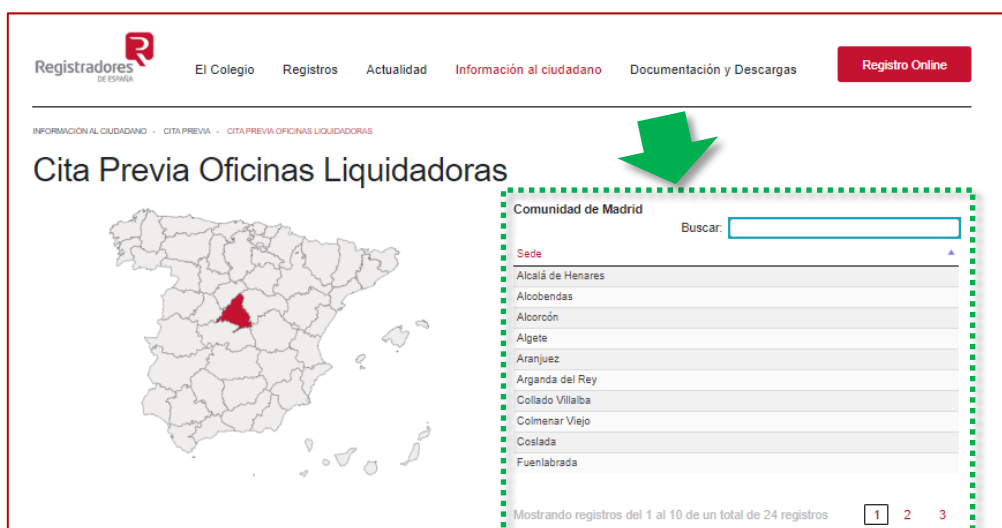 Registradores
DE ESPAÑA
El Colegio Registros Actualidad Información al ciudadano Documentación y Descargas Registro Online
INFORMACIÓN AL CIUDADANO - CITA PREVIA - CITA PREVIA OFICINAS LIQUIDADORAS
Cita Previa Oficinas Liquidadoras
Comunidad de Madrid
Buscar:
Sede
Alcalá de Henares
Alcobendas
Alcorcón
Algete
Aranjuez
Arganda del Rey
Collado Villalba
Colmenar Viejo
Coslada
Fuenlabrada
Mostrando registros del 1 al 10 de un total de 24 registros 1 2 3